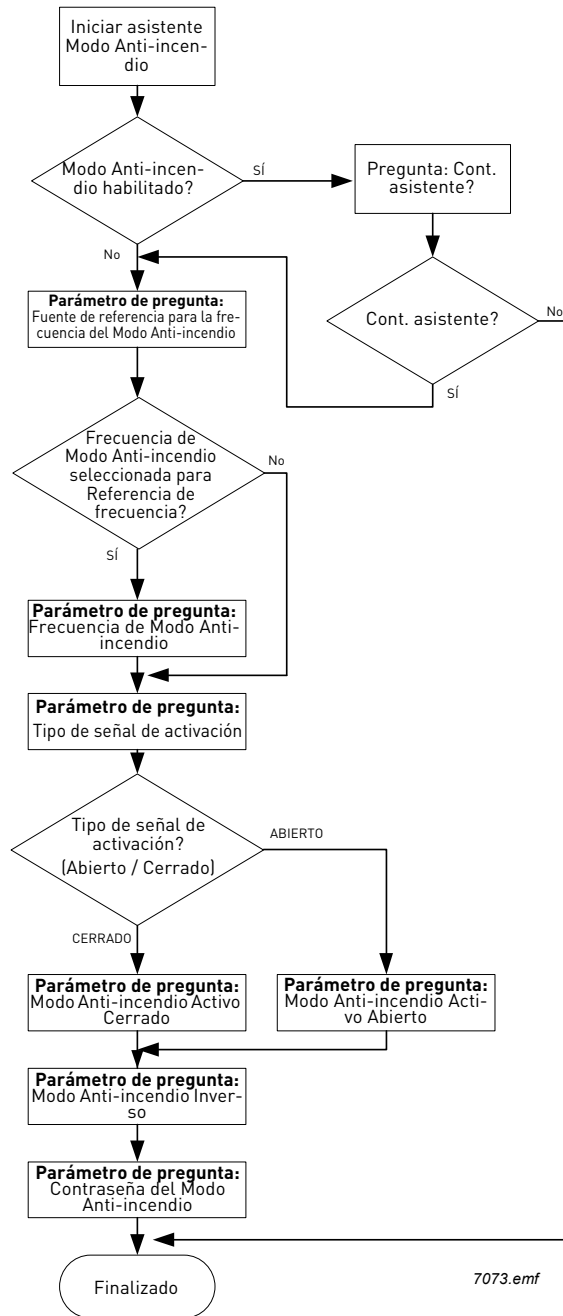 Iniciar asistente
Modo Anti-incen-
dio
Modo Anti-incen-
dio habilitado?
SÍ
Pregunta: Cont.
asistente?
No
Cont. asistente?
No
SÍ
Parámetro de pregunta:
Fuente de referencia para la fre-
cuencia del Modo Anti-incendio
Frecuencia de
Modo Anti-incendio
seleccionada para
Referencia de
frecuencia?
No
SÍ
Parámetro de pregunta:
Frecuencia de Modo Anti-
incendio
Parámetro de pregunta:
Tipo de señal de activación
Tipo de señal de
activación?
(Abierto / Cerrado)
ABIERTO
CERRADO
Parámetro de pregunta:
Modo Anti-incendio Activo
Cerrado
Parámetro de pregunta:
Modo Anti-incendio Acti-
vo Abierto
Parámetro de pregunta:
Modo Anti-incendio Inver-
so
Parámetro de pregunta:
Contraseña del Modo
Anti-incendio
Finalizado
7073.emf